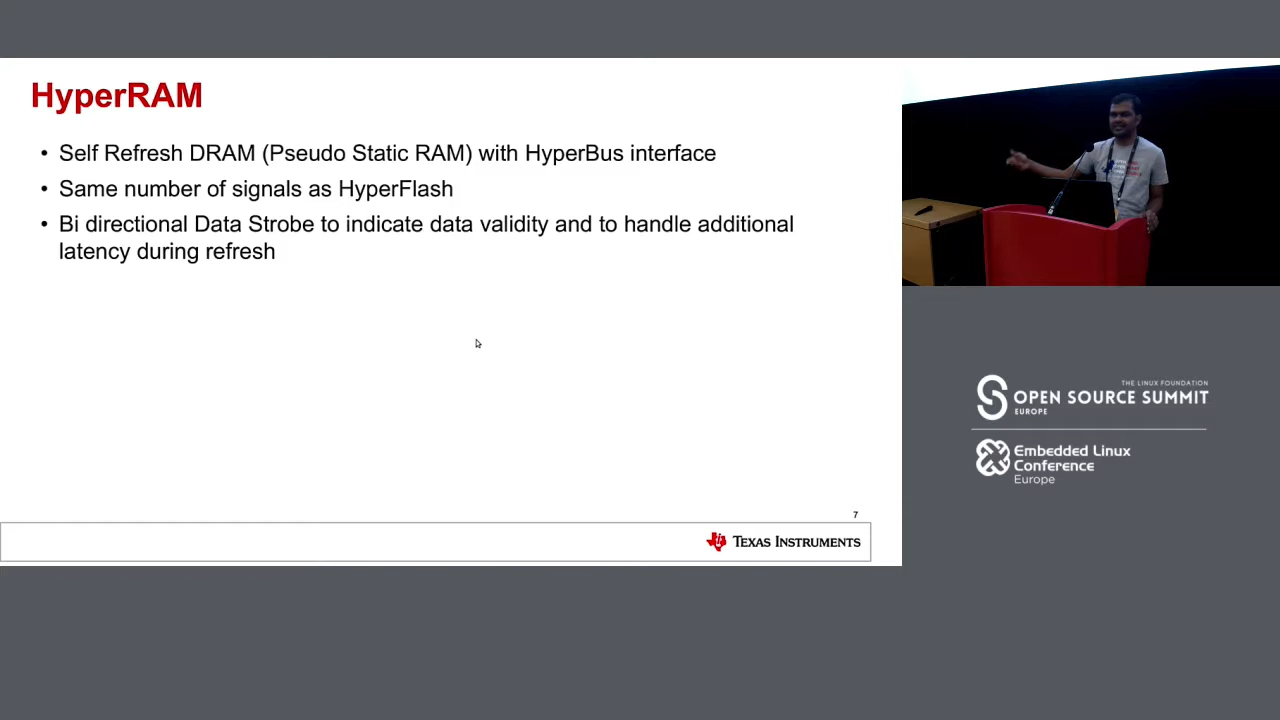 HyperRAM
• Self Refresh DRAM (Pseudo Static RAM) with HyperBus interface
• Same number of signals as HyperFlash
• Bi directional Data Strobe to indicate data validity and to handle additional
latency during refresh
7
TEXAS INSTRUMENTS
THE LINUX FOUNDATION
OPEN SOURCE SUMMIT
EUROPE
Embedded Linux
Conference
Europe